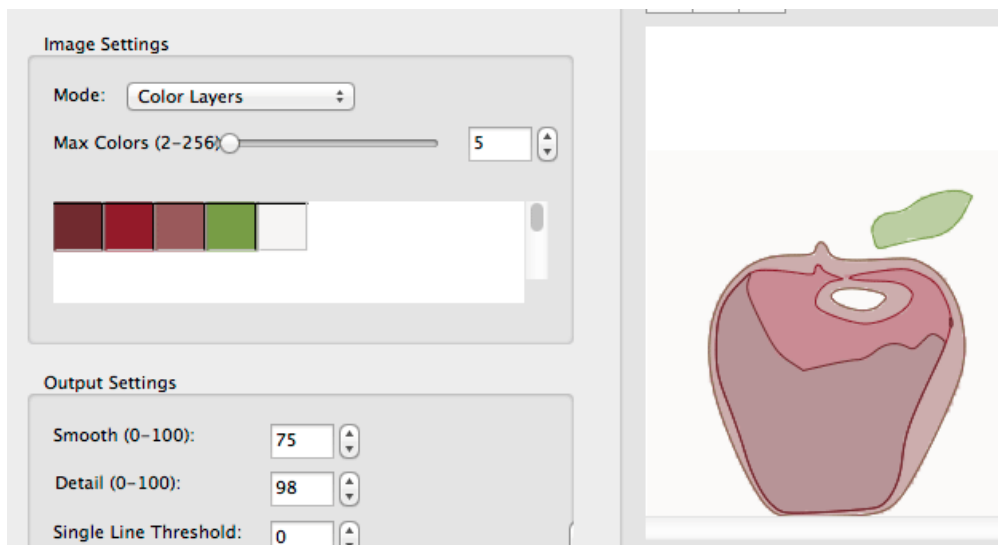 Image Settings
Mode: Color Layers
Max Colors (2-256) 5
Output Settings
Smooth (0-100): 75
Detail (0-100): 98
Single Line Threshold: 0